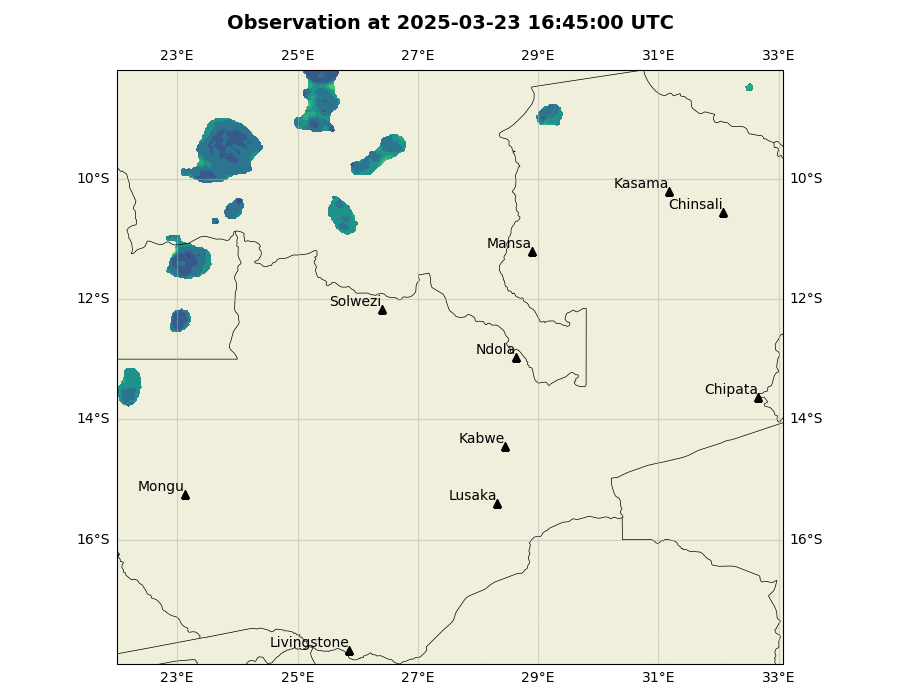 Observation at 2025-03-23 16:45:00 UTC
23°E 25°E 27°E 29°E 31°E 33°E
10°S 10°S
Kasama
Chinsali
Mansa
12°S 12°S
Solwezi
Ndola
Chipata
14°S 14°S
Kabwe
Mongu
Lusaka
16°S 16°S
Livingstone
23°E 25°E 27°E 29°E 31°E 33°E